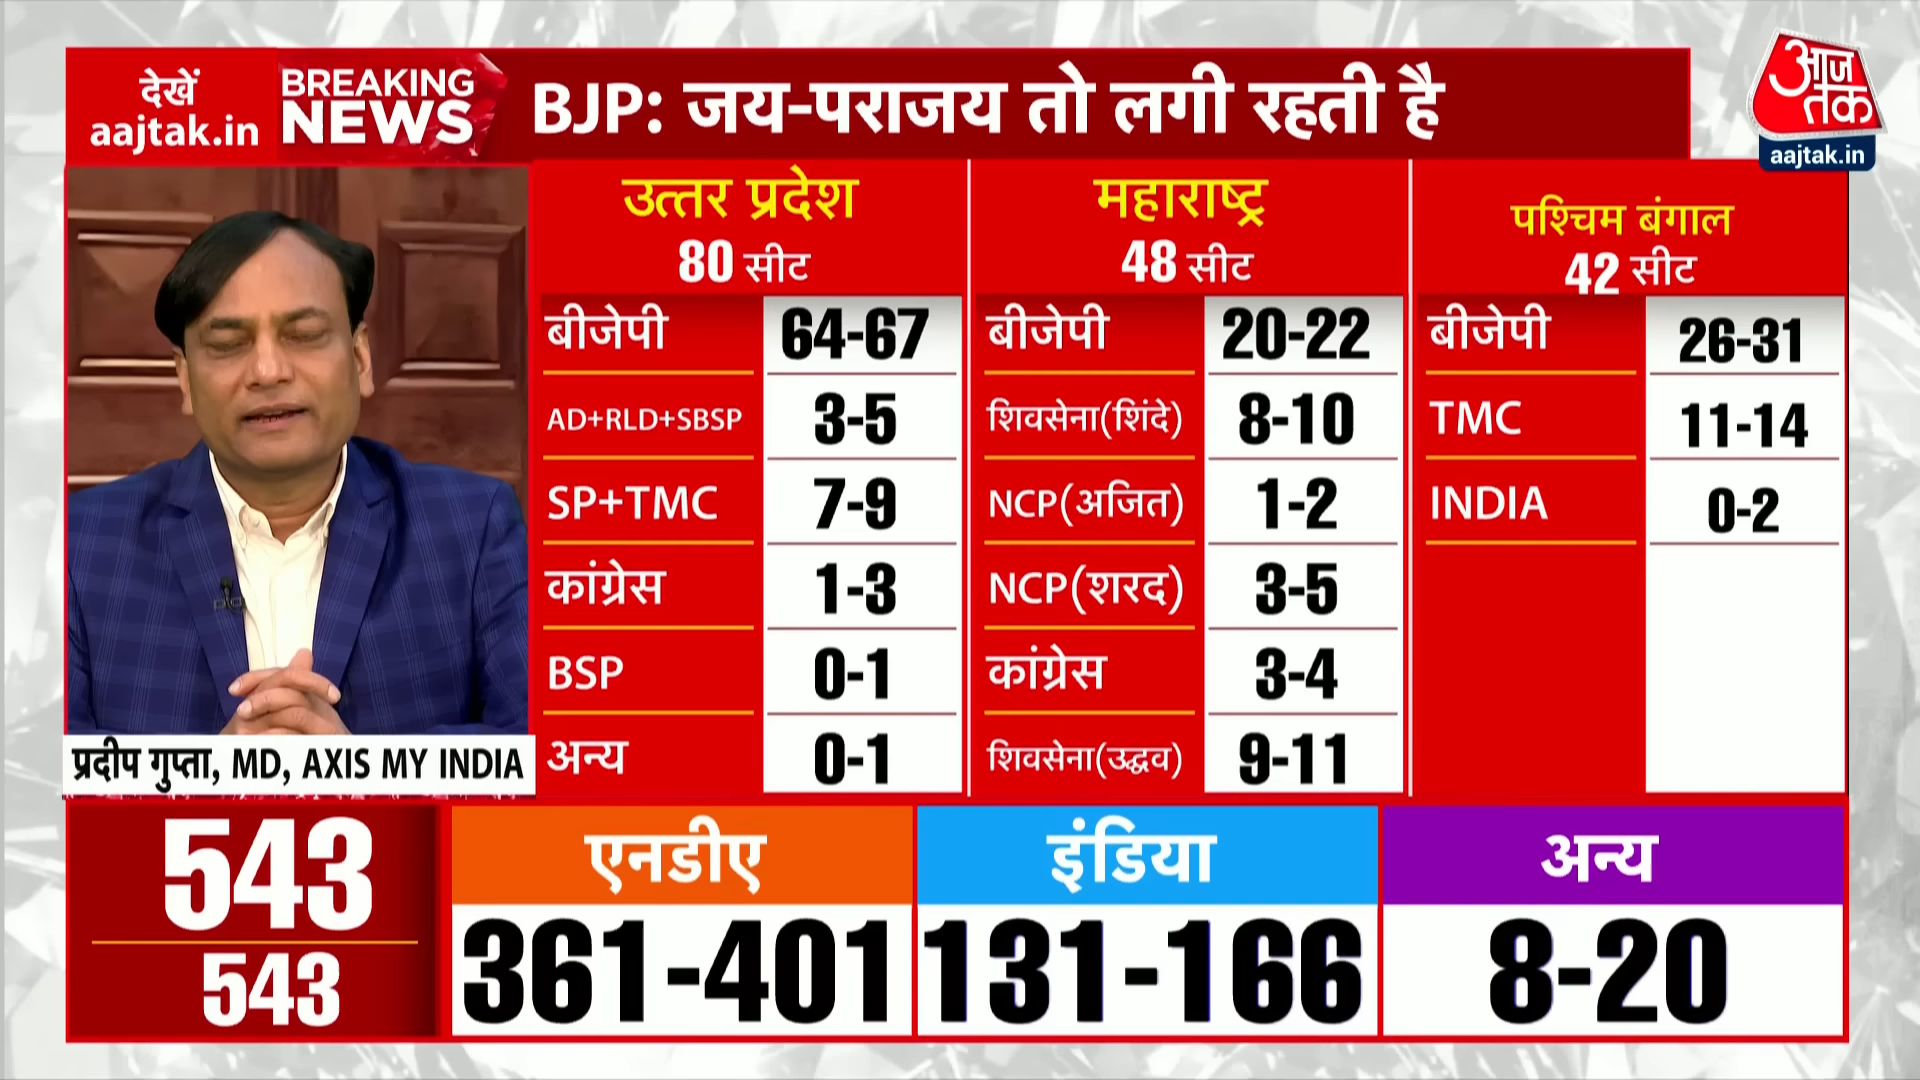 देखें
aajtak.in
BREAKING
NEWS
BJP: जय-पराजय तो लगी रहती है
आज
तक
aajtak.in
उत्तर प्रदेश
80 सीट
बीजेपी 64-67
AD+RLD+SBSP 3-5
SP+TMC 7-9
कांग्रेस 1-3
BSP 0-1
अन्य 0-1
महाराष्ट्र
48 सीट
बीजेपी 20-22
शिवसेना(शिंदे) 8-10
NCP(अजित) 1-2
NCP(शरद) 3-5
कांग्रेस 3-4
शिवसेना(उद्धव) 9-11
पश्चिम बंगाल
42 सीट
बीजेपी 26-31
TMC 11-14
INDIA 0-2
प्रदीप गुप्ता, MD, AXIS MY INDIA
543
543
एनडीए
361-401
इंडिया
131-166
अन्य
8-20